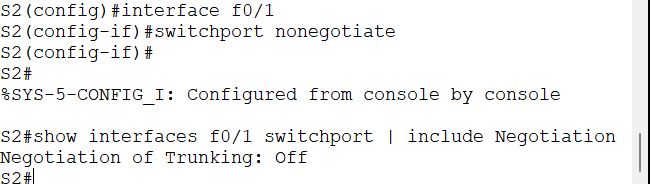 S2(config)#interface f0/1
S2(config-if)#switchport nonegotiate
S2(config-if)#
S2#
%SYS-5-CONFIG_I: Configured from console by console
S2#show interfaces f0/1 switchport | include Negotiation
Negotiation of Trunking: Off
S2#